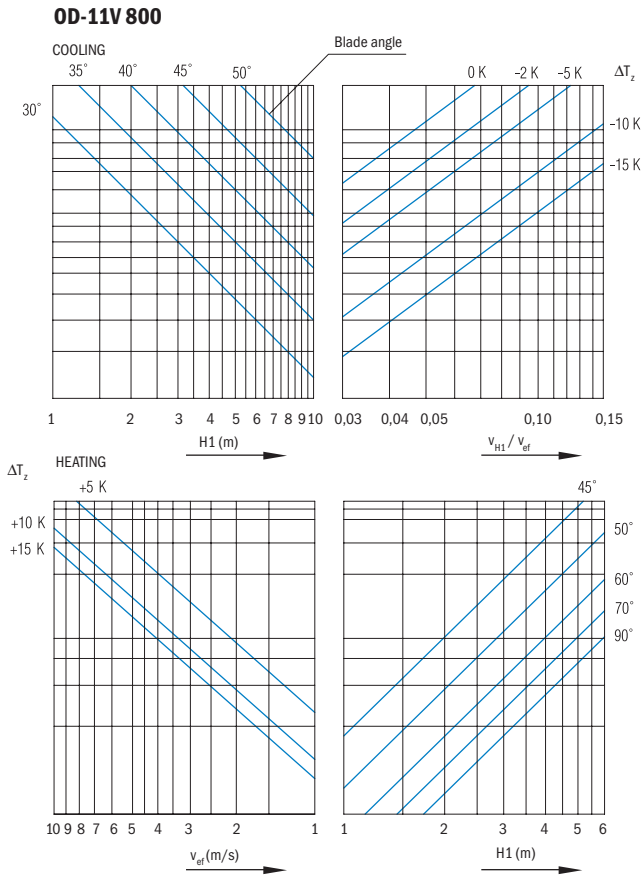 OD-11V 800
COOLING
Blade angle
30° 35° 40° 45° 50°
0 K –2 K –5 K ΔTz
–10 K
–15 K
1 2 3 4 5 6 7 8 9 10
H1 (m)
0,03 0,04 0,05 0,10 0,15
vH1 / vef
HEATING
ΔTz
+5 K
+10 K
+15 K
45°
50°
60°
70°
90°
10 9 8 7 6 5 4 3 2 1
vef (m/s)
1 2 3 4 5 6
H1 (m)